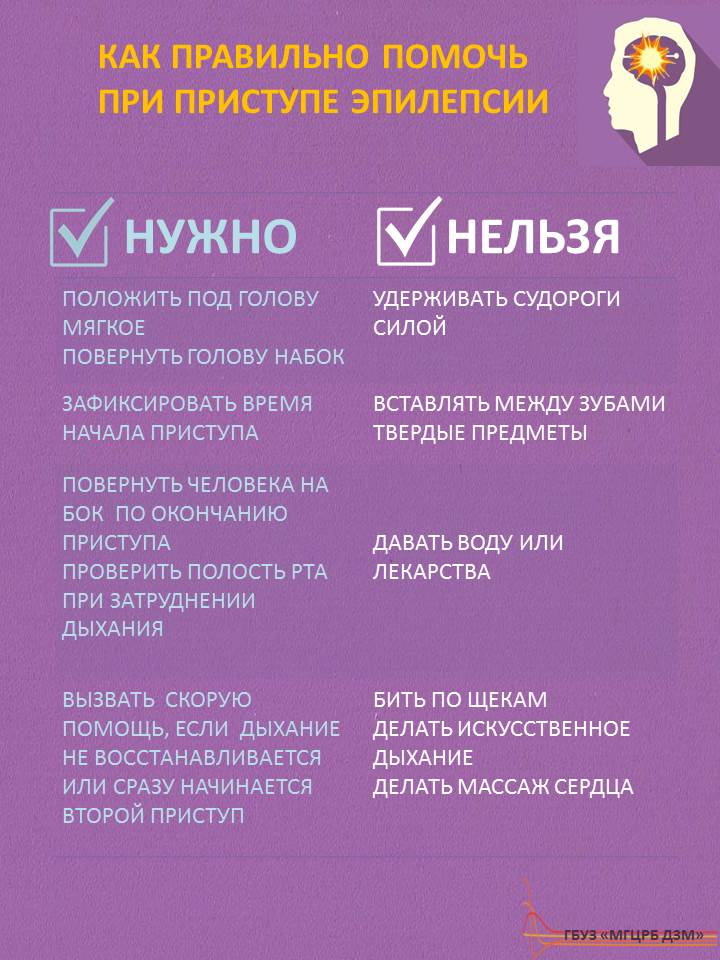 КАК ПРАВИЛЬНО ПОМОЧЬ
ПРИ ПРИСТУПЕ ЭПИЛЕПСИИ
НУЖНО
НЕЛЬЗЯ
ПОЛОЖИТЬ ПОД ГОЛОВУ
МЯГКОЕ
ПОВЕРНУТЬ ГОЛОВУ НАБОК
УДЕРЖИВАТЬ СУДОРОГИ
СИЛОЙ
ЗАФИКСИРОВАТЬ ВРЕМЯ
НАЧАЛА ПРИСТУПА
ВСТАВЛЯТЬ МЕЖДУ ЗУБАМИ
ТВЕРДЫЕ ПРЕДМЕТЫ
ПОВЕРНУТЬ ЧЕЛОВЕКА НА
БОК ПО ОКОНЧАНИЮ
ПРИСТУПА
ПРОВЕРИТЬ ПОЛОСТЬ РТА
ПРИ ЗАТРУДНЕНИИ
ДЫХАНИЯ
ДАВАТЬ ВОДУ ИЛИ
ЛЕКАРСТВА
ВЫЗВАТЬ СКОРУЮ
ПОМОЩЬ, ЕСЛИ ДЫХАНИЕ
НЕ ВОССТАНАВЛИВАЕТСЯ
ИЛИ СРАЗУ НАЧИНАЕТСЯ
ВТОРОЙ ПРИСТУП
БИТЬ ПО ЩЕКАМ
ДЕЛАТЬ ИСКУССТВЕННОЕ
ДЫХАНИЕ
ДЕЛАТЬ МАССАЖ СЕРДЦА
ГБУЗ «МГЦРБ ДЗМ»